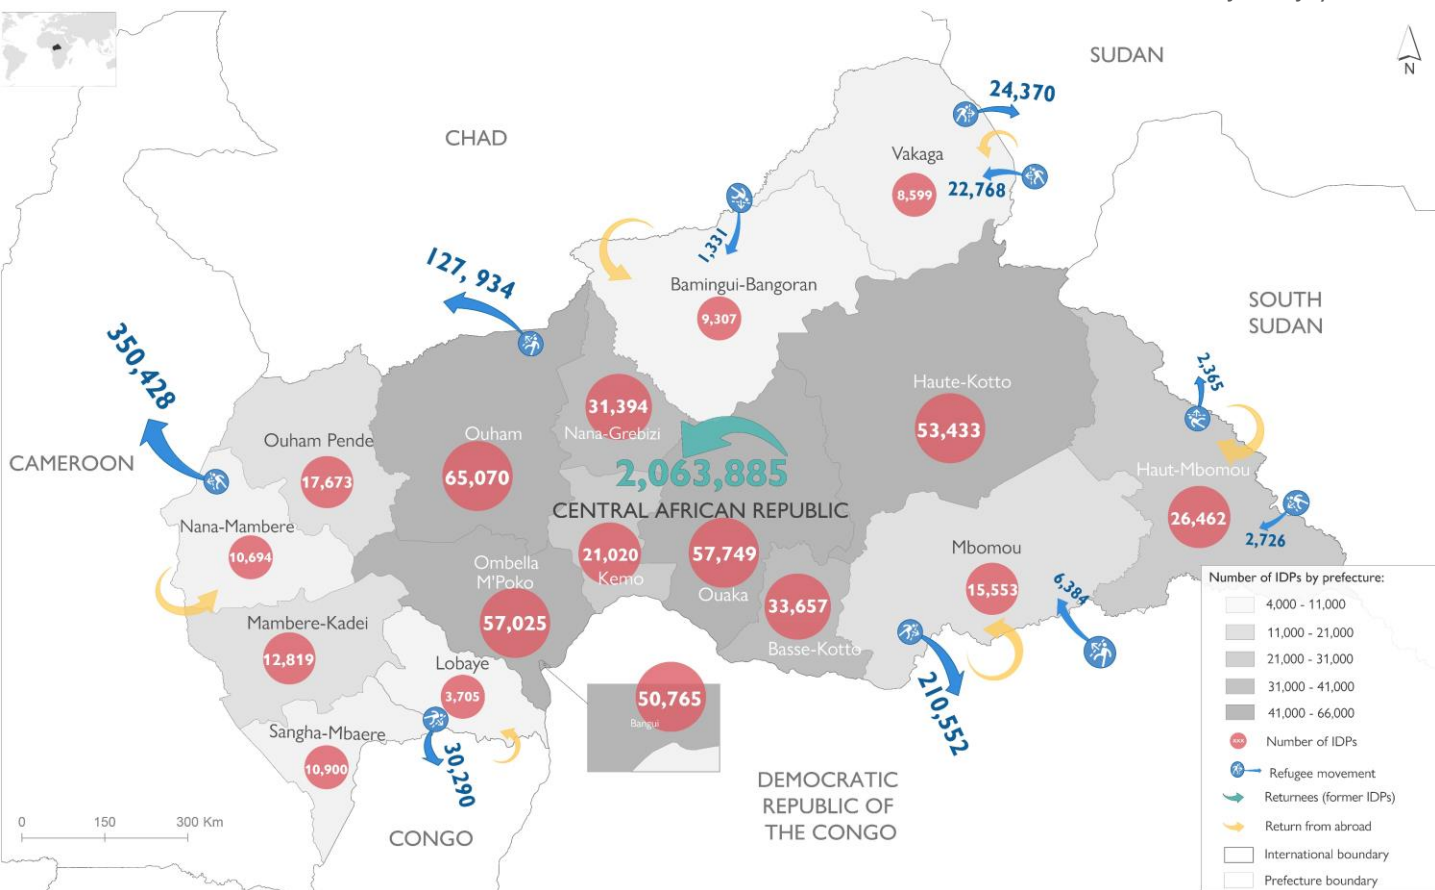 SUDAN
N
24,370
CHAD
Vakaga
8,599
22,768
1,331
127, 934
Bamingui-Bangoran
9,307
SOUTH
SUDAN
350,428
2,365
Haute-Kotto
53,433
31,394
Nana-Grebizi
Ouham
65,070
Ouham Pende
17,673
CAMEROON
2,063,885
CENTRAL AFRICAN REPUBLIC
Haut-Mbomou
26,462
2,726
Nana-Mambere
10,694
Ombella
M'Poko
57,025
21,020
Kemo
57,749
Ouaka
33,657
Basse-Kotto
Mbomou
15,553
6,384
210,552
Mambere-Kadei
12,819
Lobaye
3,705
30,290
Sangha-Mbaere
10,900
50,765
Bangui
DEMOCRATIC
REPUBLIC OF
THE CONGO
CONGO
0 150 300 Km
Number of IDPs by prefecture:
4,000 - 11,000
11,000 - 21,000
21,000 - 31,000
31,000 - 41,000
41,000 - 66,000
xxx Number of IDPs
Refugee movement
Returnees (former IDPs)
Return from abroad
International boundary
Prefecture boundary